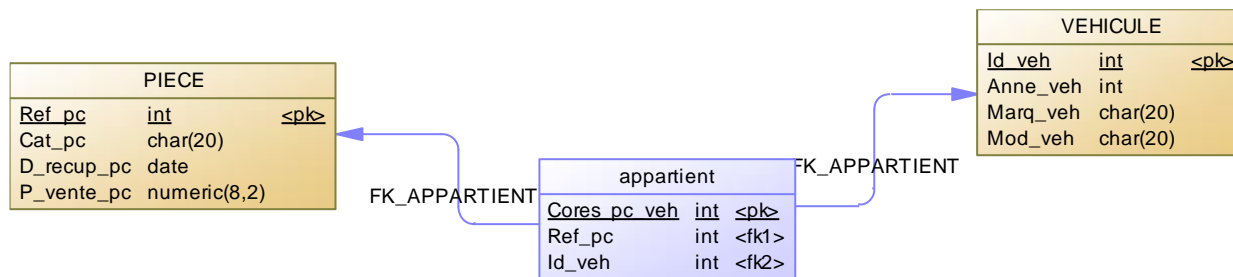 PIECE
Ref_pc int <pk>
Cat_pc char(20)
D_recup_pc date
P_vente_pc numeric(8,2)
FK_APPARTIENT
appartient
Cores_pc_veh int <pk>
Ref_pc int <fk1>
Id_veh int <fk2>
FK_APPARTIENT
VEHICULE
Id_veh int <pk>
Anne_veh int
Marq_veh char(20)
Mod_veh char(20)